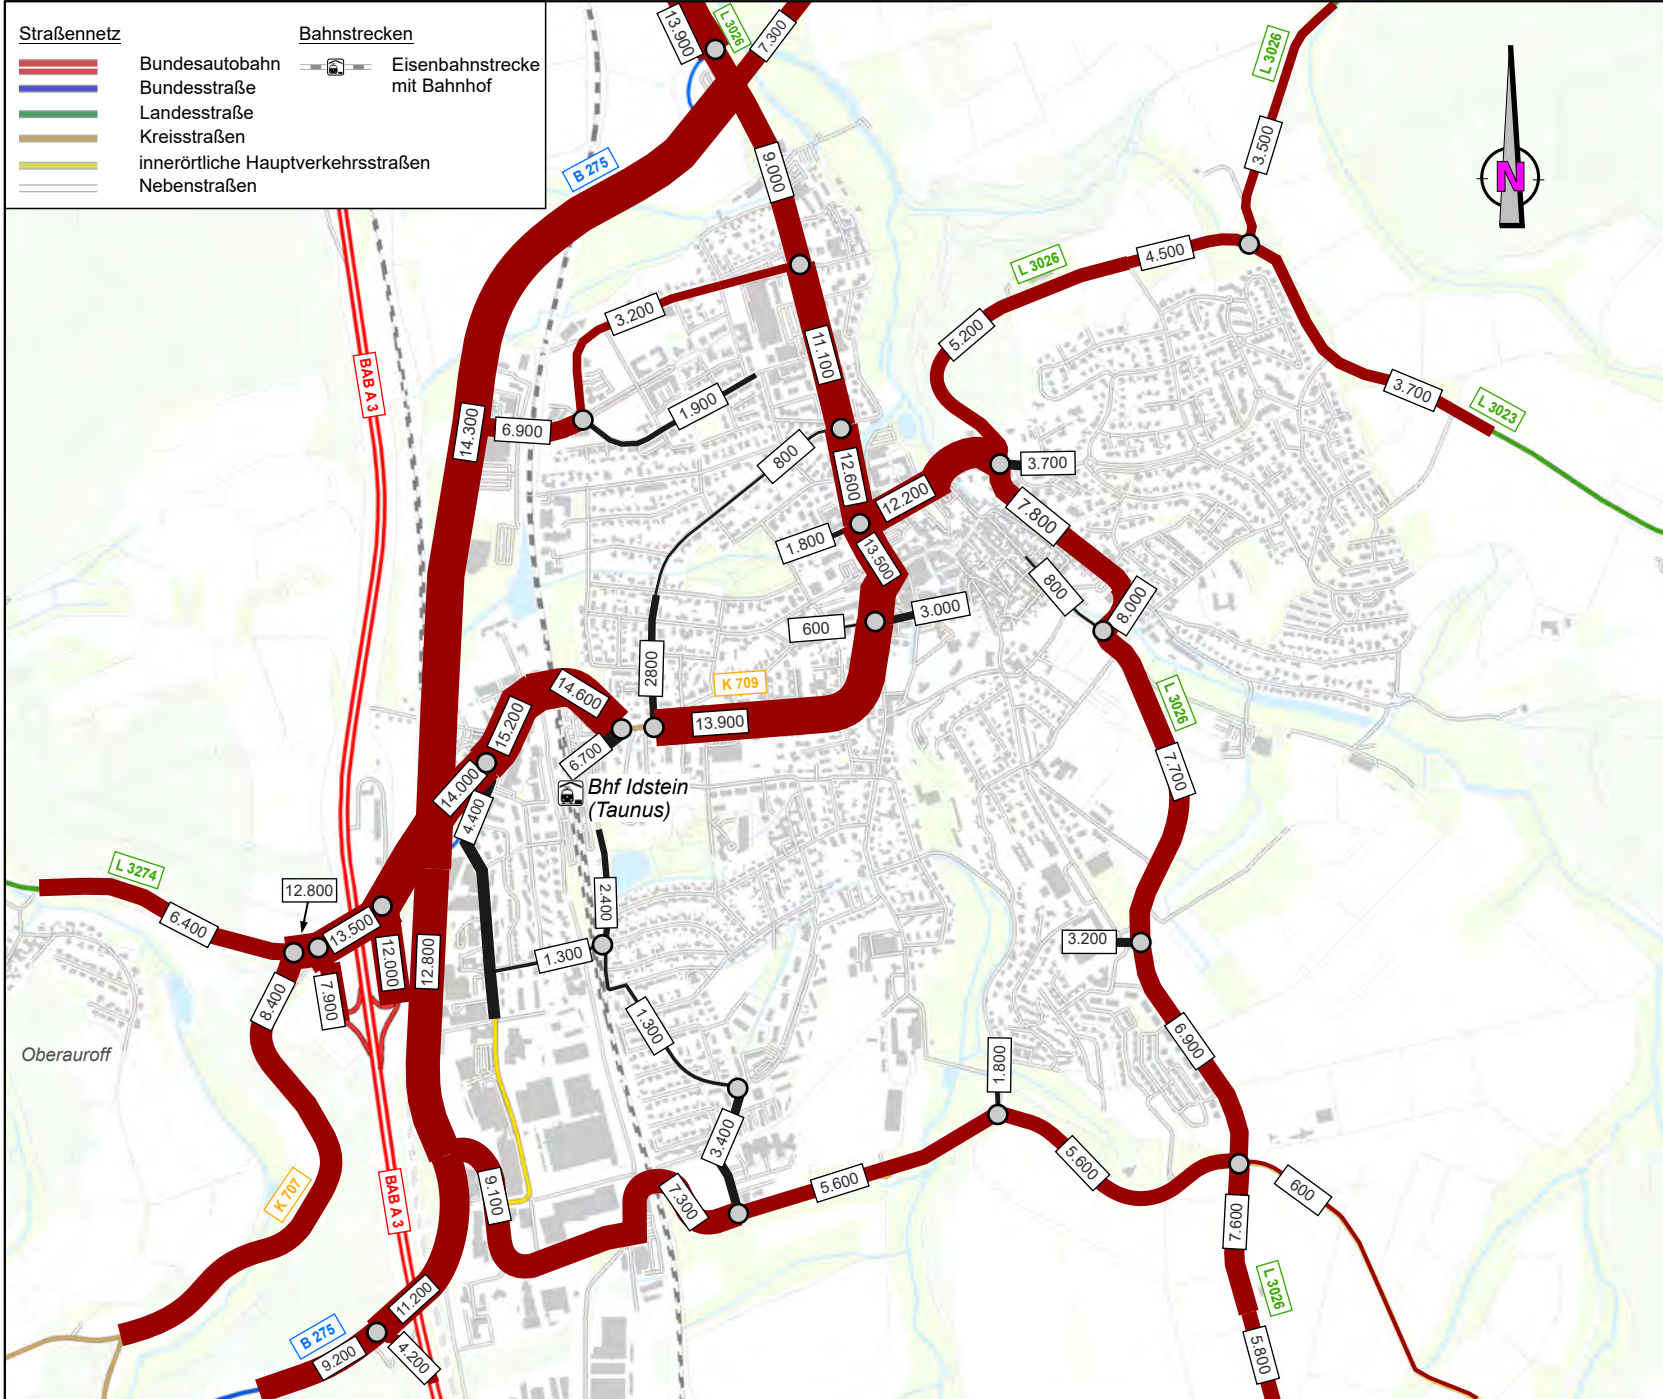 Straßennetz
Bundesautobahn
Bundesstraße
Landesstraße
Kreisstraßen
innerörtliche Hauptverkehrsstraßen
Nebenstraßen
Bahnstrecken
Eisenbahnstrecke
mit Bahnhof
13.900
L 3026
7.300
L 3026
3.500
N
B 275
9.000
L 3026
4.500
3.200
5.200
11.100
BAB A 3
3.700
L 3023
1.900
14.300
6.900
800
12.600
3.700
12.200
7.800
1.800
13.500
800
8.000
3.000
600
2800
K 709
14.600
13.900
L 3026
15.200
6.700
14.000
4.400
Bhf Idstein
(Taunus)
7.700
L 3274
12.800
6.400
13.500
2.400
3.200
12.000
12.800
1.300
8.400
7.900
1.300
6.900
Oberauroff
1.800
3.400
5.600
5.600
K 707
BAB A 3
9.100
7.300
600
7.600
L 3026
11.200
B 275
9.200
4.200
5.800